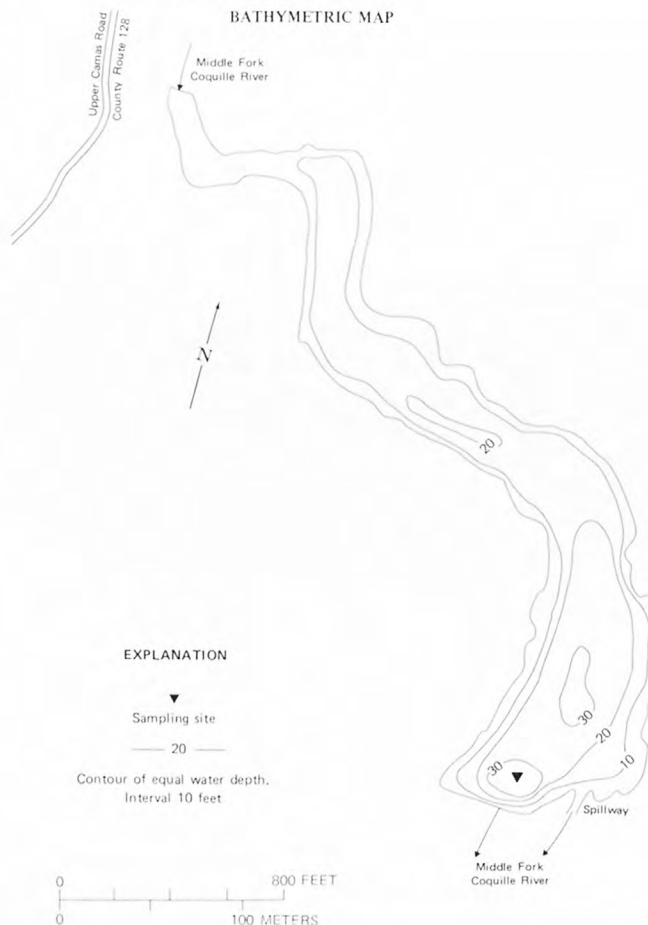 BATHYMETRIC MAP
Upper Camas Road
County Route 128
Middle Fork
Coquille River
N
20
30
20
10
30
Spillway
Middle Fork
Coquille River
EXPLANATION
Sampling site
20
Contour of equal water depth.
Interval 10 feet
0 800 FEET
0 100 METERS